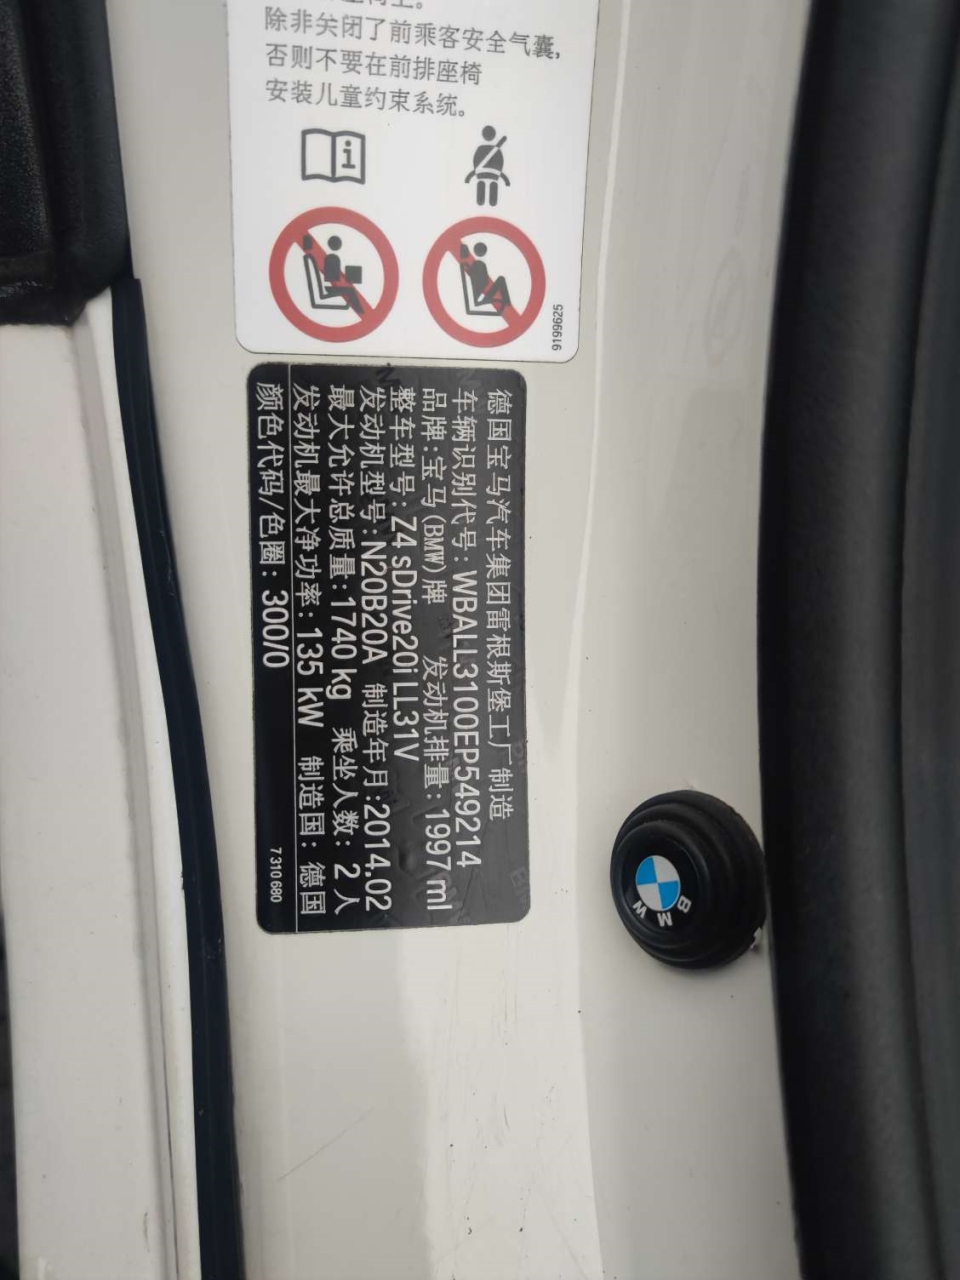 除非关闭了前乘客安全气囊,
否则不要在前排座椅
安装儿童约束系统。
9199625
德国宝马汽车集团雷根斯堡工厂制造
车辆识别代号:WBALL3100EP549214
品牌:宝马(BMW)牌 发动机排量:1997 ml
整车型号:Z4 sDrive20i LL31V
发动机型号:N20B20A 制造年月:2014.02
最大允许总质量:1740 kg 乘坐人数: 2 人
发动机最大净功率: 135 kW 制造国: 德国
颜色代码/色圈: 300/0
7 310 680
BMW